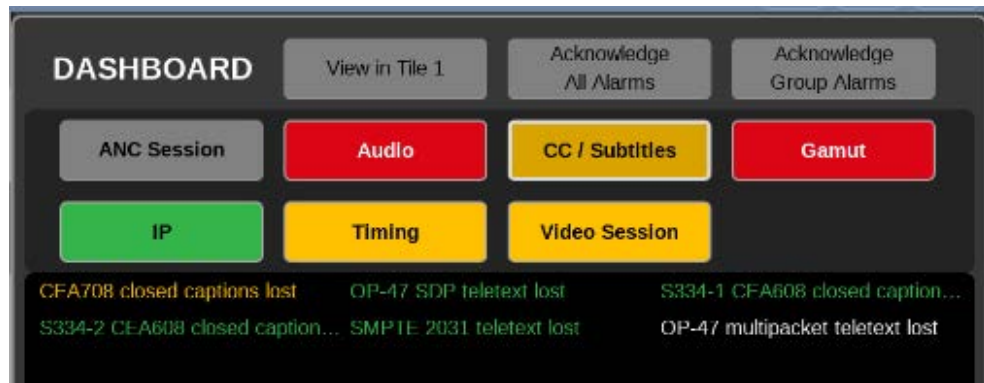 DASHBOARD
View in Tile 1
Acknowledge
All Alarms
Acknowledge
Group Alarms
ANC Session
Audio
CC / Subtitles
Gamut
IP
Timing
Video Session
CEA708 closed captions lost
OP-47 SDP teletext lost
S334-1 CEA608 closed caption...
S334-2 CEA608 closed caption...
SMPTE 2031 teletext lost
OP-47 multipacket teletext lost